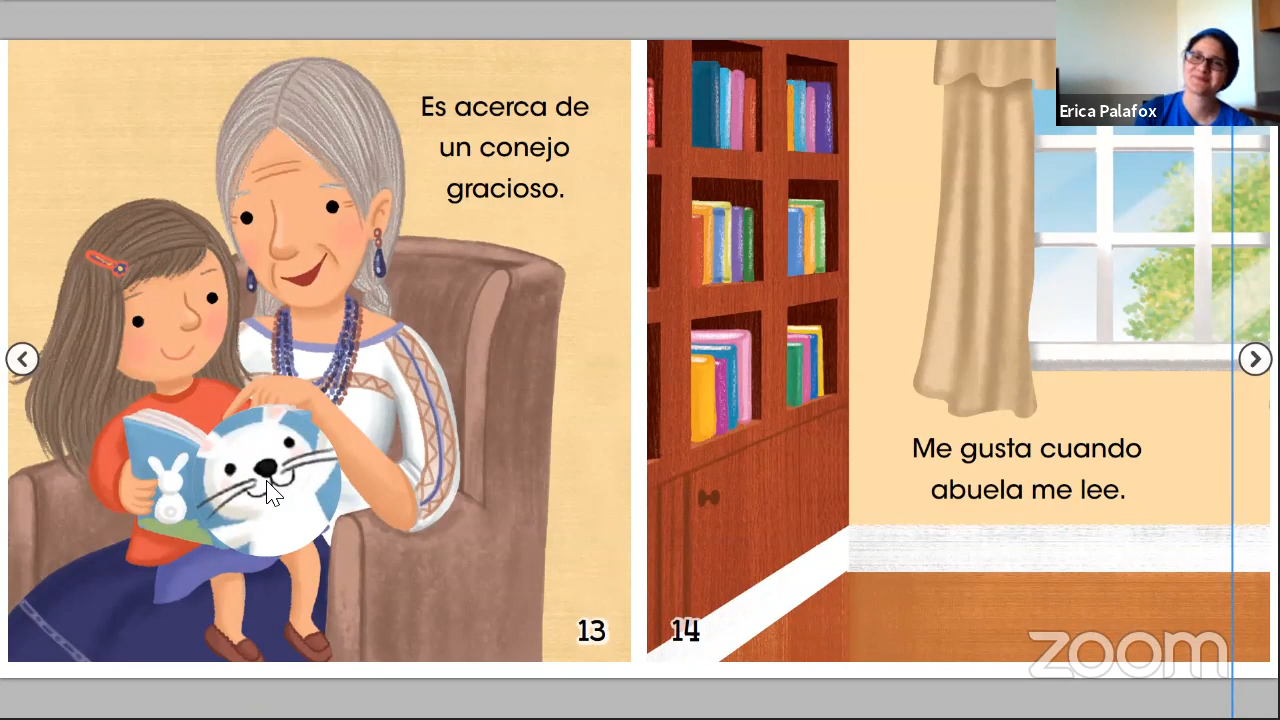 Es acerca de
un conejo
gracioso.
13
Me gusta cuando
abuela me lee.
14
Erica Palafox
zoom